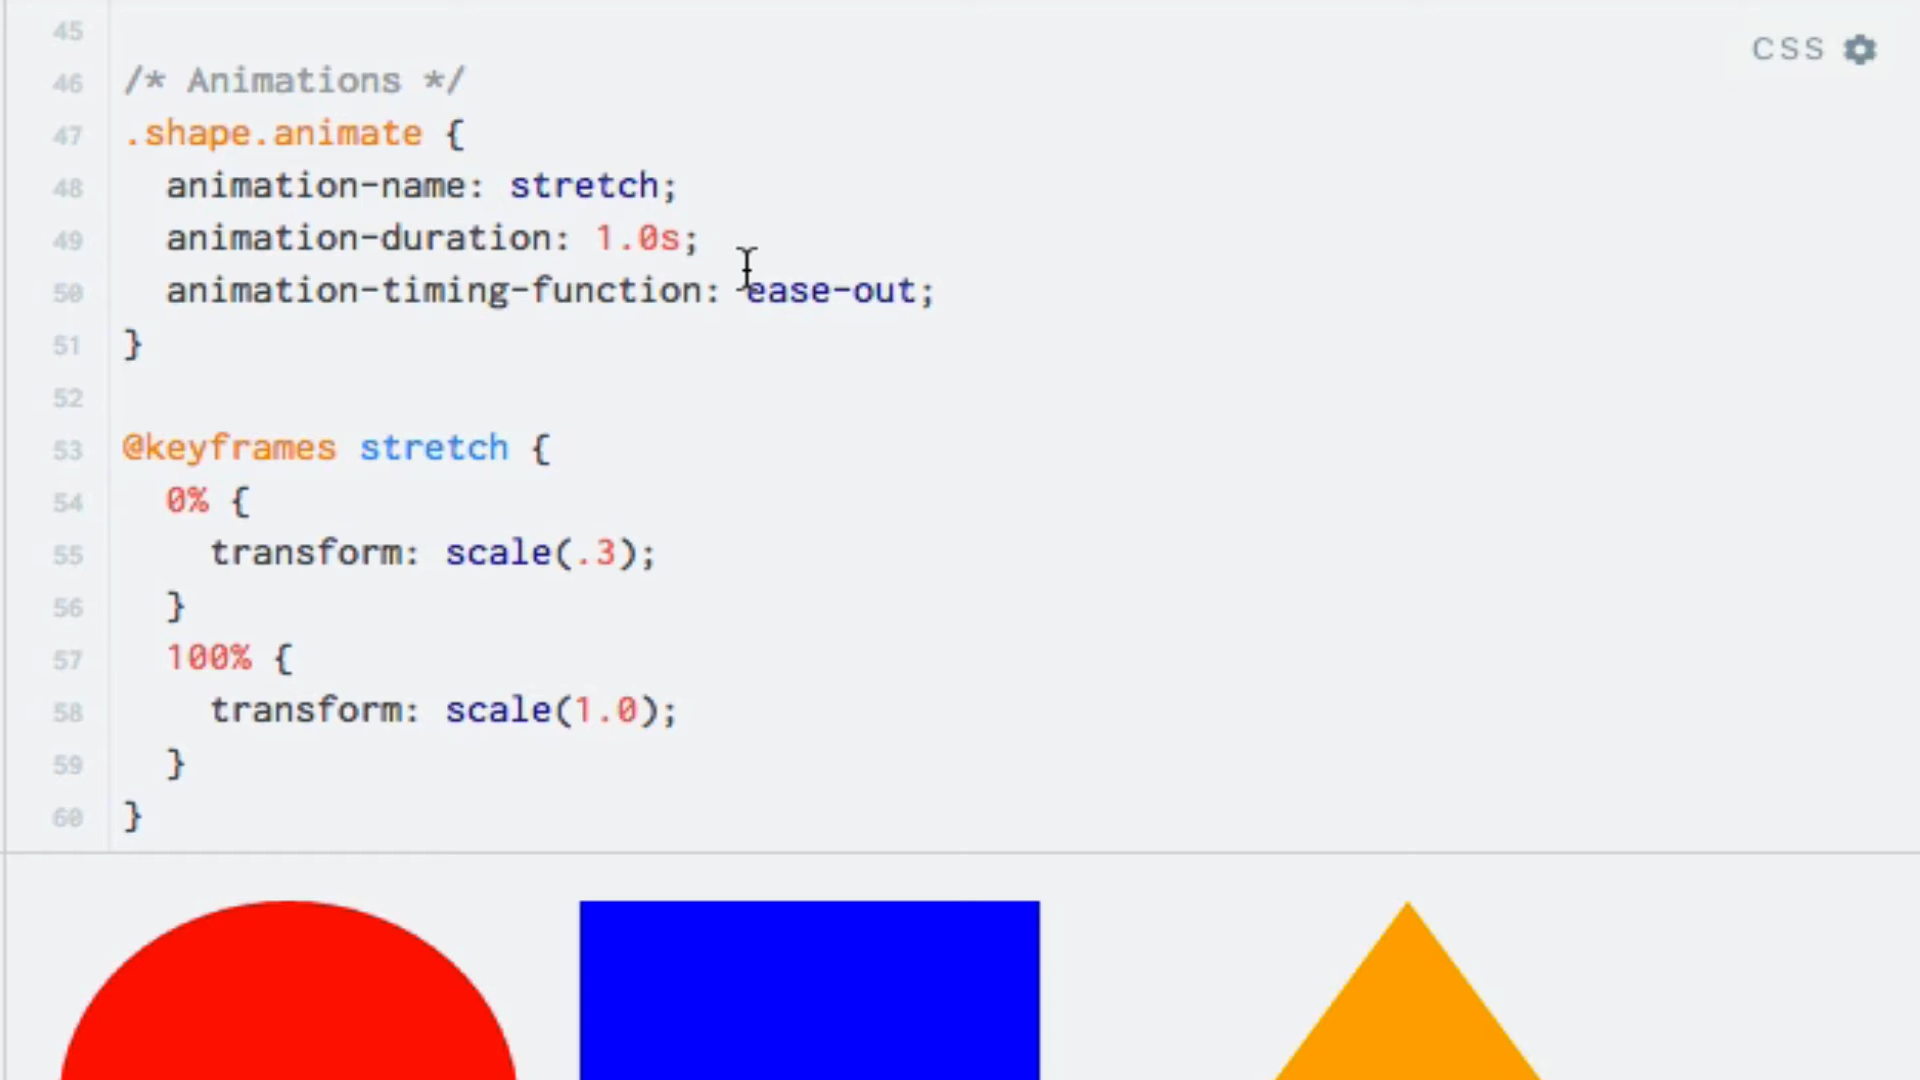 45
CSS
46 /* Animations */
47 .shape.animate {
48   animation-name: stretch;
49   animation-duration: 1.0s;
50   animation-timing-function: ease-out;
51 }
52
53 @keyframes stretch {
54   0% {
55     transform: scale(.3);
56   }
57   100% {
58     transform: scale(1.0);
59   }
60 }